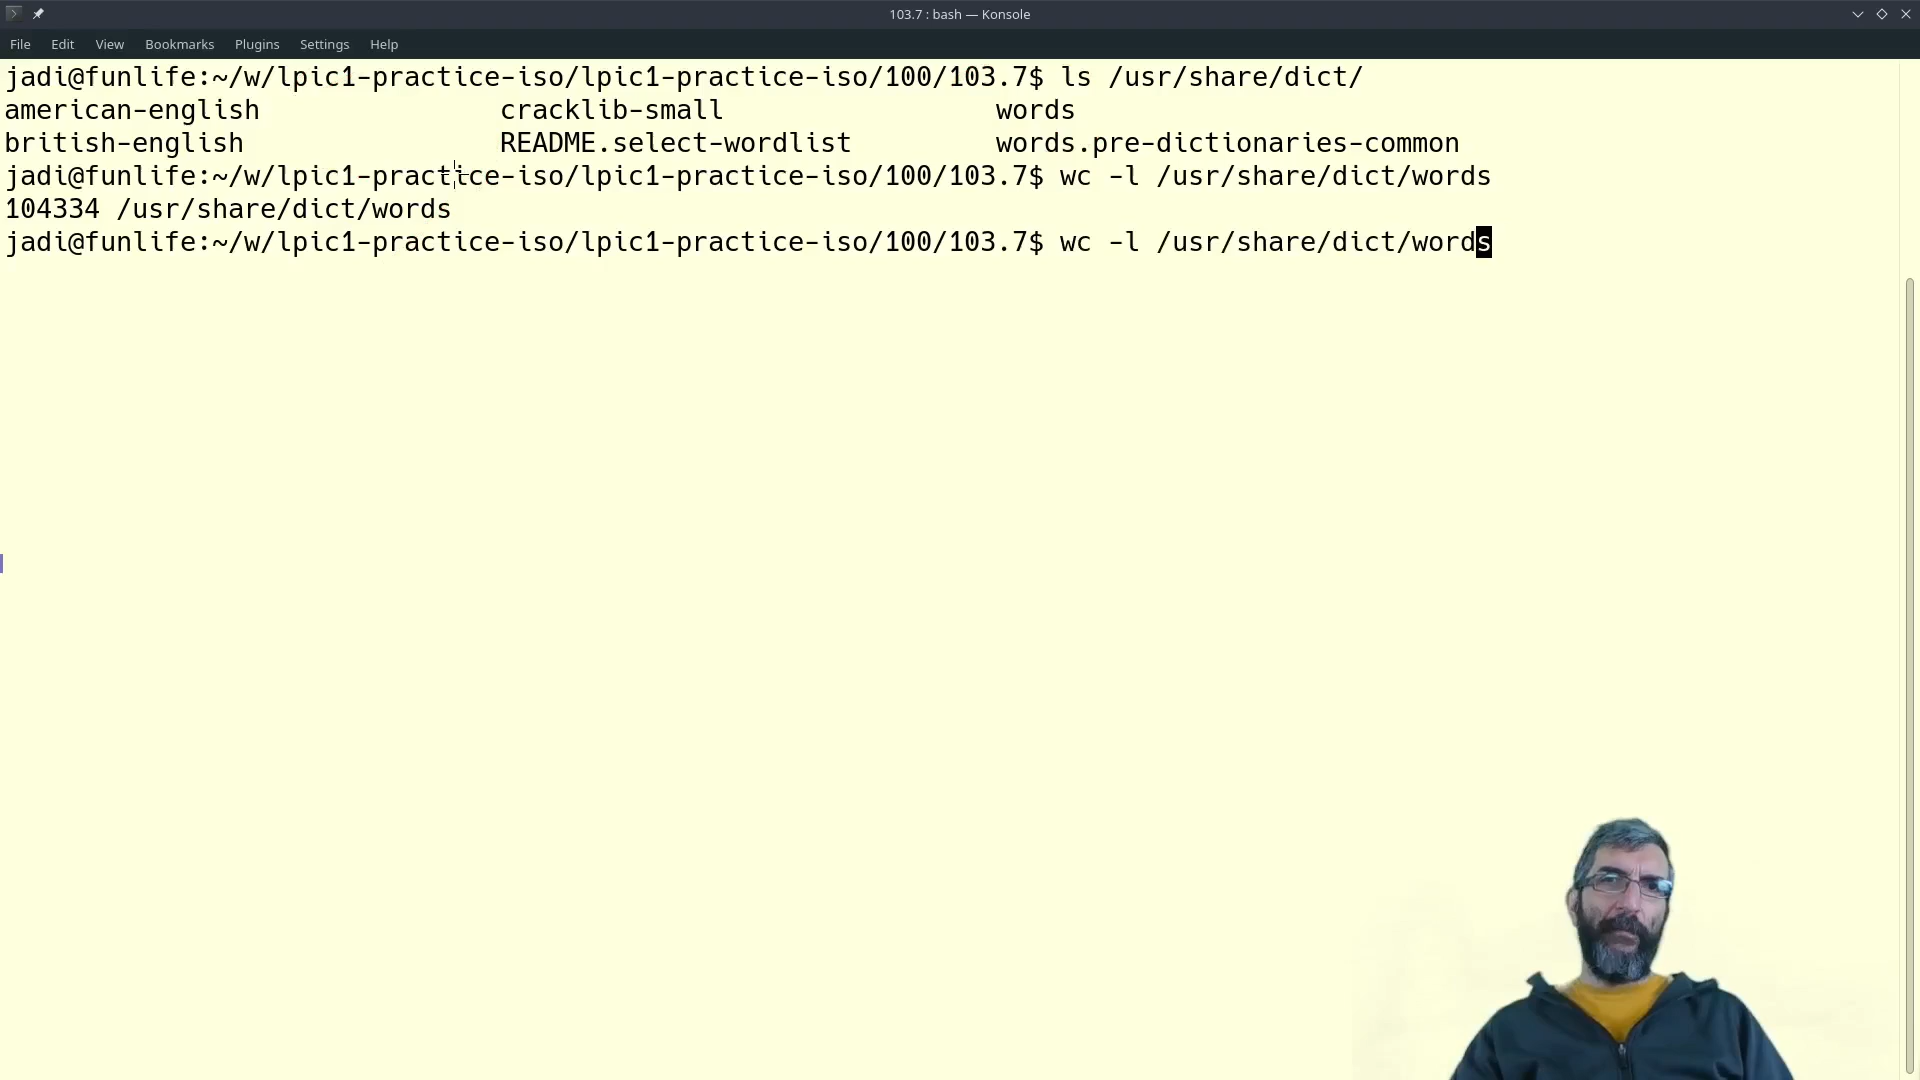 103.7 : bash — Konsole
File Edit View Bookmarks Plugins Settings Help
jadi@funlife:~/w/lpic1-practice-iso/lpic1-practice-iso/100/103.7$ ls /usr/share/dict/
american-english cracklib-small words
british-english README.select-wordlist words.pre-dictionaries-common
jadi@funlife:~/w/lpic1-practice-iso/lpic1-practice-iso/100/103.7$ wc -l /usr/share/dict/words
104334 /usr/share/dict/words
jadi@funlife:~/w/lpic1-practice-iso/lpic1-practice-iso/100/103.7$ wc -l /usr/share/dict/words